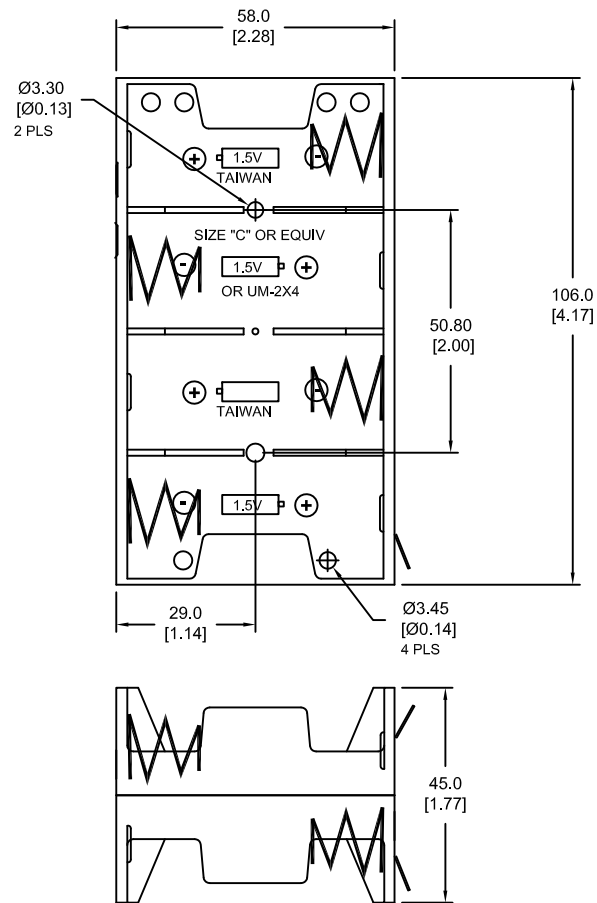 58.0
[2.28]
Ø3.30
[Ø0.13]
2 PLS
+ 1.5V -
TAIWAN
SIZE "C" OR EQUIV
- 1.5V +
OR UM-2X4
106.0
[4.17]
50.80
[2.00]
+ -
TAIWAN
- 1.5V +
29.0
[1.14]
Ø3.45
[Ø0.14]
4 PLS
45.0
[1.77]